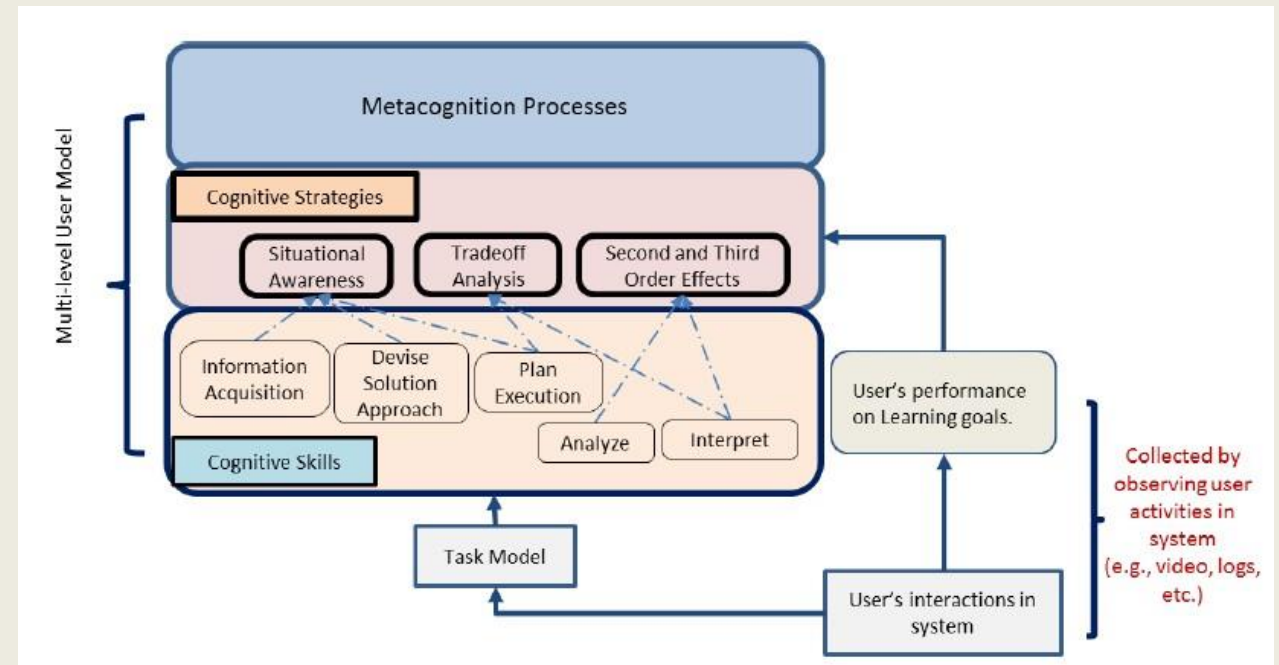 Metacognition Processes
Multi-level User Model
Cognitive Strategies
Situational
Awareness
Tradeoff
Analysis
Second and Third
Order Effects
Information
Acquisition
Devise
Solution
Approach
Plan
Execution
Analyze
Interpret
Cognitive Skills
User's performance
on Learning goals.
Collected by
observing user
activities in
system
(e.g., video, logs,
etc.)
Task Model
User's interactions in
system